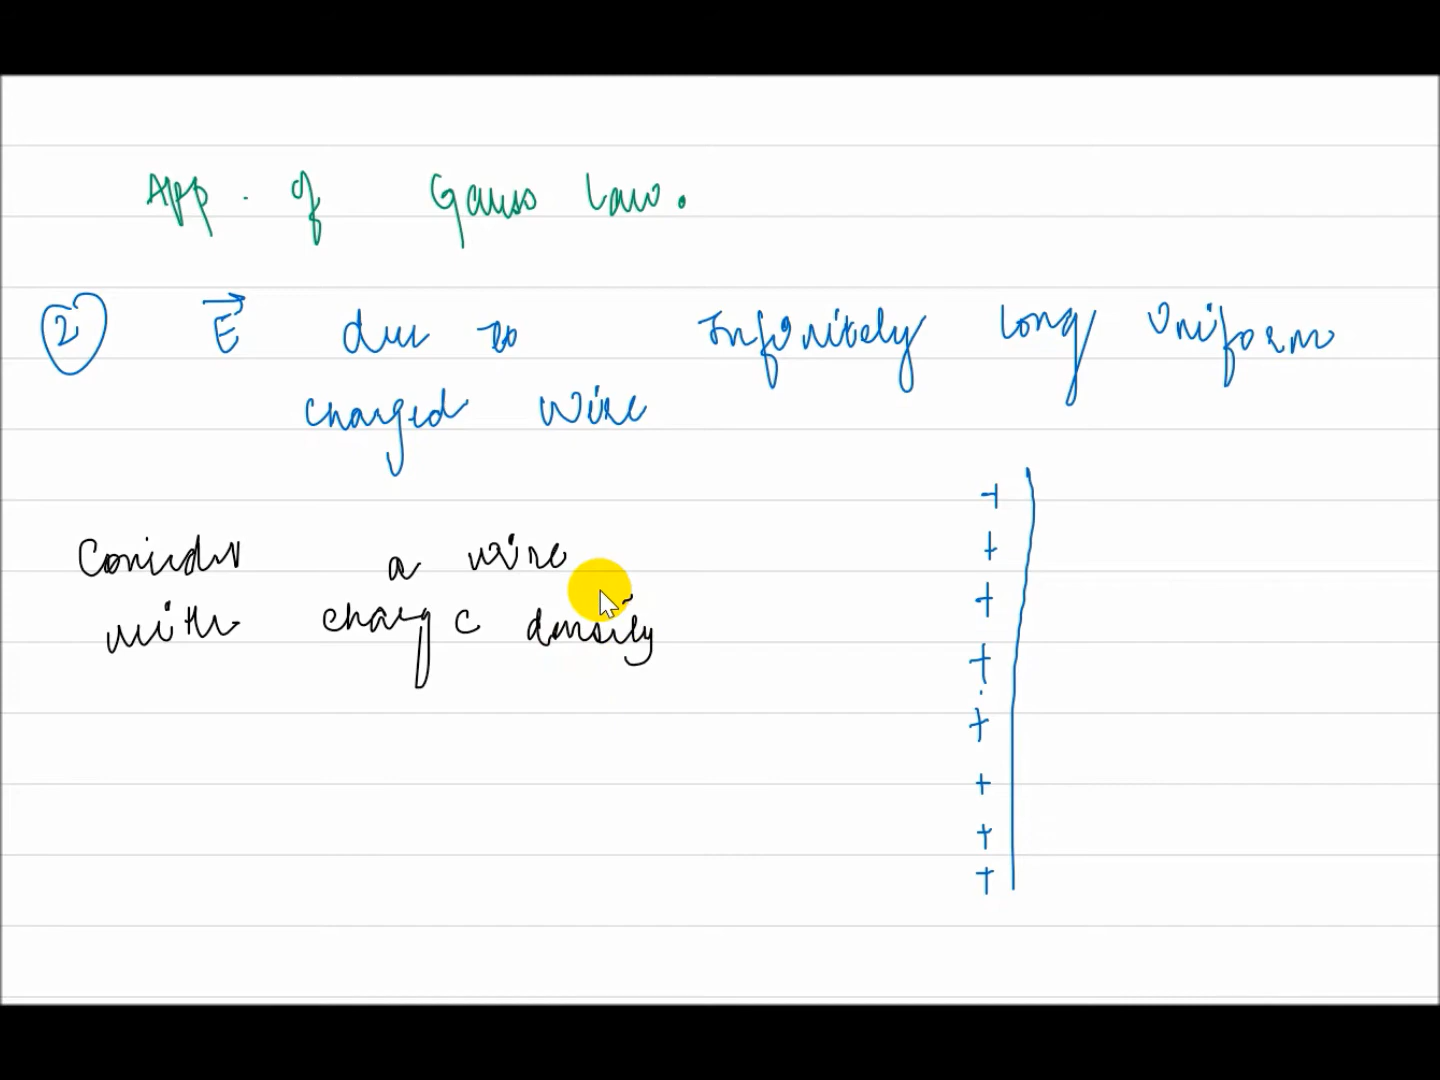 App. of Gauss Law.
② E⃗ due to Infinitely Long Uniform
charged wire
Consider a wire
with charge density
+
+
+
+
+
+
+
+